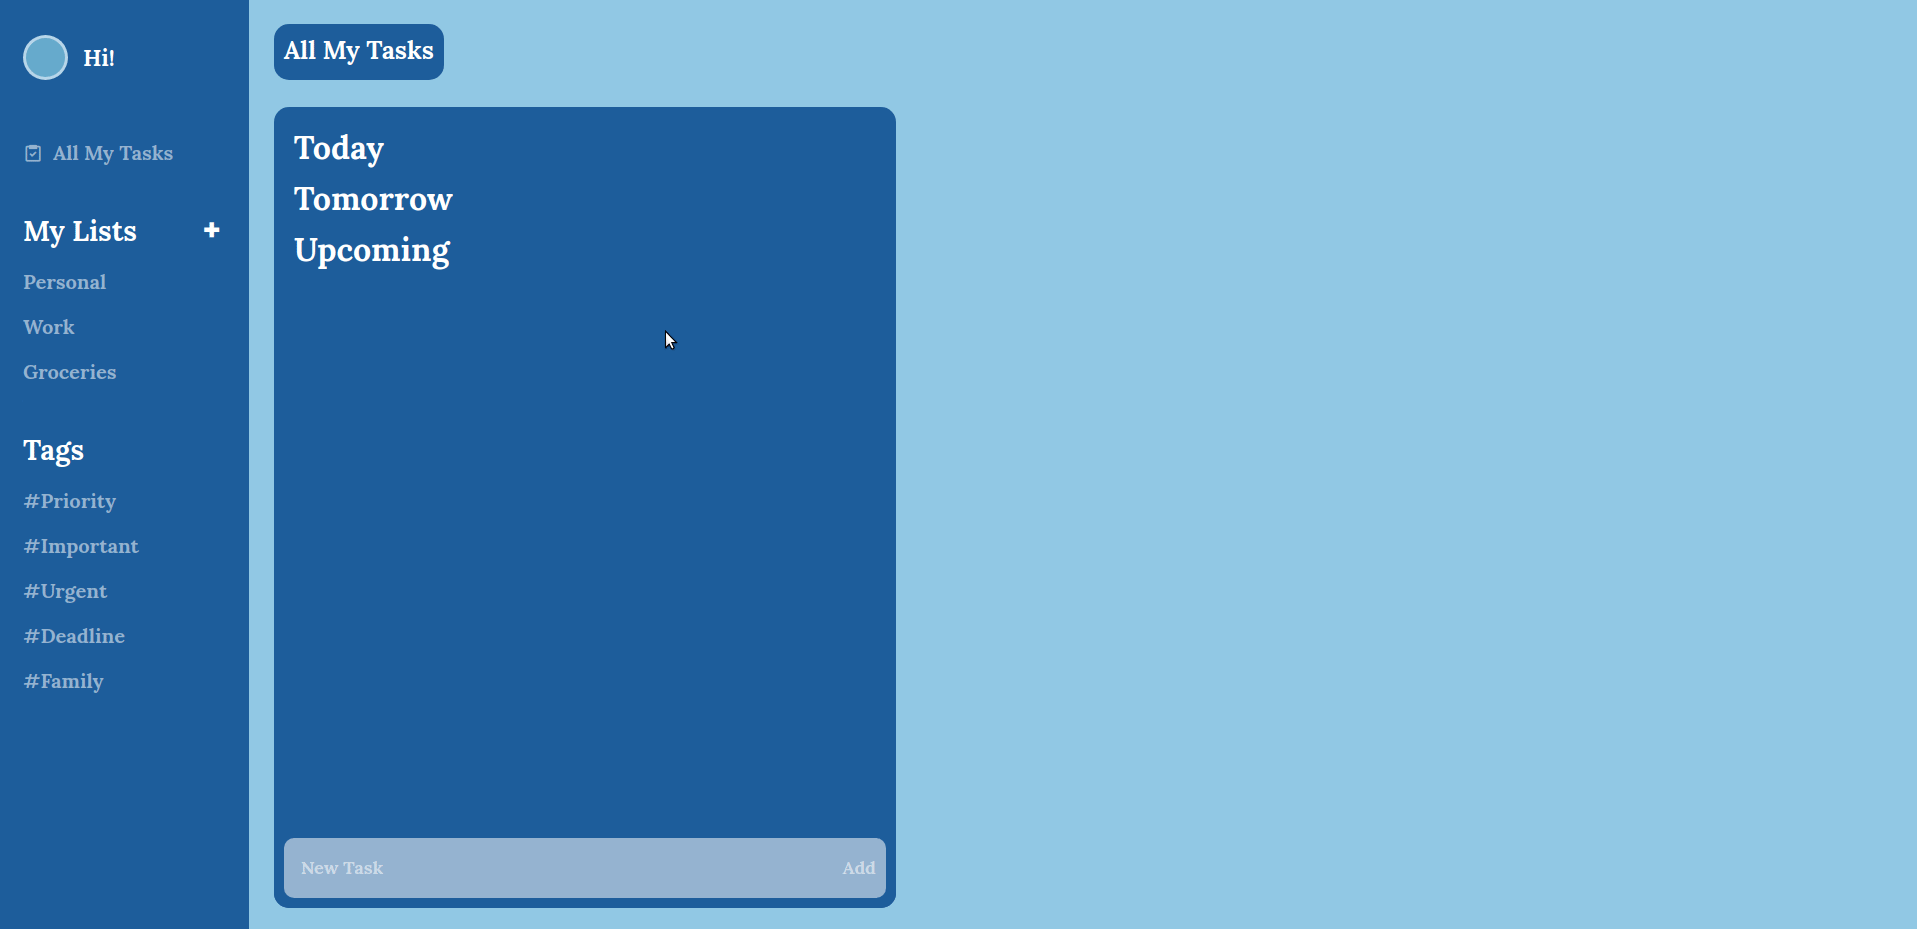 Hi!
All My Tasks
My Lists
Personal
Work
Groceries
Tags
#Priority
#Important
#Urgent
#Deadline
#Family
All My Tasks
Today
Tomorrow
Upcoming
New Task
Add